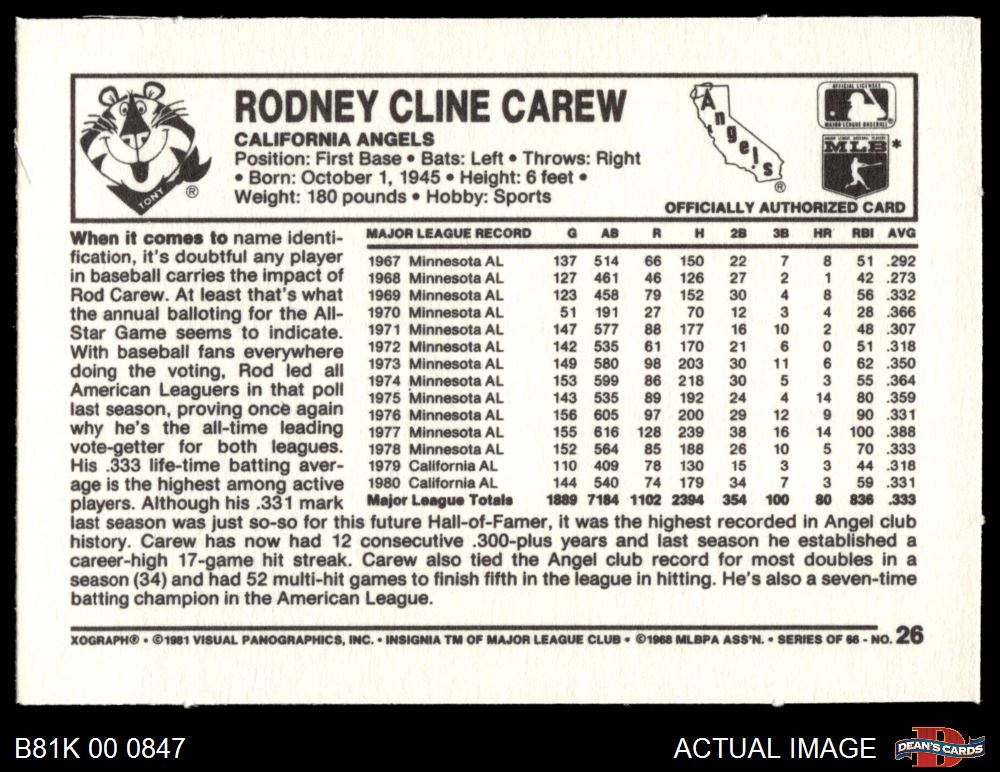 RODNEY CLINE CAREW
CALIFORNIA ANGELS
Position: First Base • Bats: Left • Throws: Right
• Born: October 1, 1945 • Height: 6 feet •
Weight: 180 pounds • Hobby: Sports
TONY ®
Angels ®
OFFICIAL LICENSEE
MAJOR LEAGUE BASEBALL
MAJOR LEAGUE BASEBALL PLAYERS
MLB *
OFFICIALLY AUTHORIZED CARD
When it comes to name identi-
fication, it's doubtful any player
in baseball carries the impact of
Rod Carew. At least that's what
the annual balloting for the All-
Star Game seems to indicate.
With baseball fans everywhere
doing the voting, Rod led all
American Leaguers in that poll
last season, proving once again
why he's the all-time leading
vote-getter for both leagues.
His .333 life-time batting aver-
age is the highest among active
players. Although his .331 mark
last season was just so-so for this future Hall-of-Famer, it was the highest recorded in Angel club
history. Carew has now had 12 consecutive .300-plus years and last season he established a
career-high 17-game hit streak. Carew also tied the Angel club record for most doubles in a
season (34) and had 52 multi-hit games to finish fifth in the league in hitting. He's also a seven-time
batting champion in the American League.
MAJOR LEAGUE RECORD G AB R H 2B 3B HR RBI AVG
1967 Minnesota AL 137 514 66 150 22 7 8 51 .292
1968 Minnesota AL 127 461 46 126 27 2 1 42 .273
1969 Minnesota AL 123 458 79 152 30 4 8 56 .332
1970 Minnesota AL 51 191 27 70 12 3 4 28 .366
1971 Minnesota AL 147 577 88 177 16 10 2 48 .307
1972 Minnesota AL 142 535 61 170 21 6 0 51 .318
1973 Minnesota AL 149 580 98 203 30 11 6 62 .350
1974 Minnesota AL 153 599 86 218 30 5 3 55 .364
1975 Minnesota AL 143 535 89 192 24 4 14 80 .359
1976 Minnesota AL 156 605 97 200 29 12 9 90 .331
1977 Minnesota AL 155 616 128 239 38 16 14 100 .388
1978 Minnesota AL 152 564 85 188 26 10 5 70 .333
1979 California AL 110 409 78 130 15 3 3 44 .318
1980 California AL 144 540 74 179 34 7 3 59 .331
Major League Totals 1889 7184 1102 2394 354 100 80 836 .333
XOGRAPH® • ©1981 VISUAL PANOGRAPHICS, INC. • INSIGNIA TM OF MAJOR LEAGUE CLUB • ©1968 MLBPA ASS'N. • SERIES OF 66 - NO. 26
B81K 00 0847
ACTUAL IMAGE
DEAN'S CARDS